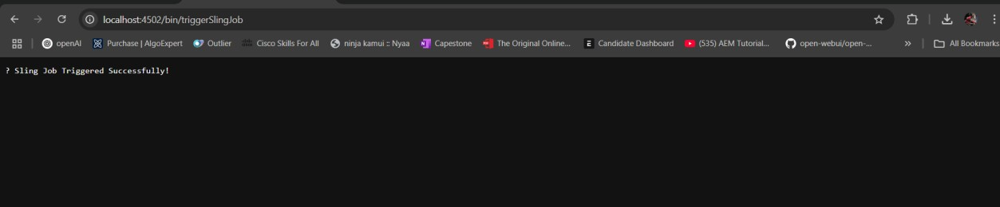 localhost:4502/bin/triggerSlingJob
openAI Purchase | AlgoExpert Outlier Cisco Skills For All ninja kamui :: Nyaa Capestone The Original Online... Candidate Dashboard (535) AEM Tutorial... open-webui/open-... » All Bookmarks
? Sling Job Triggered Successfully!